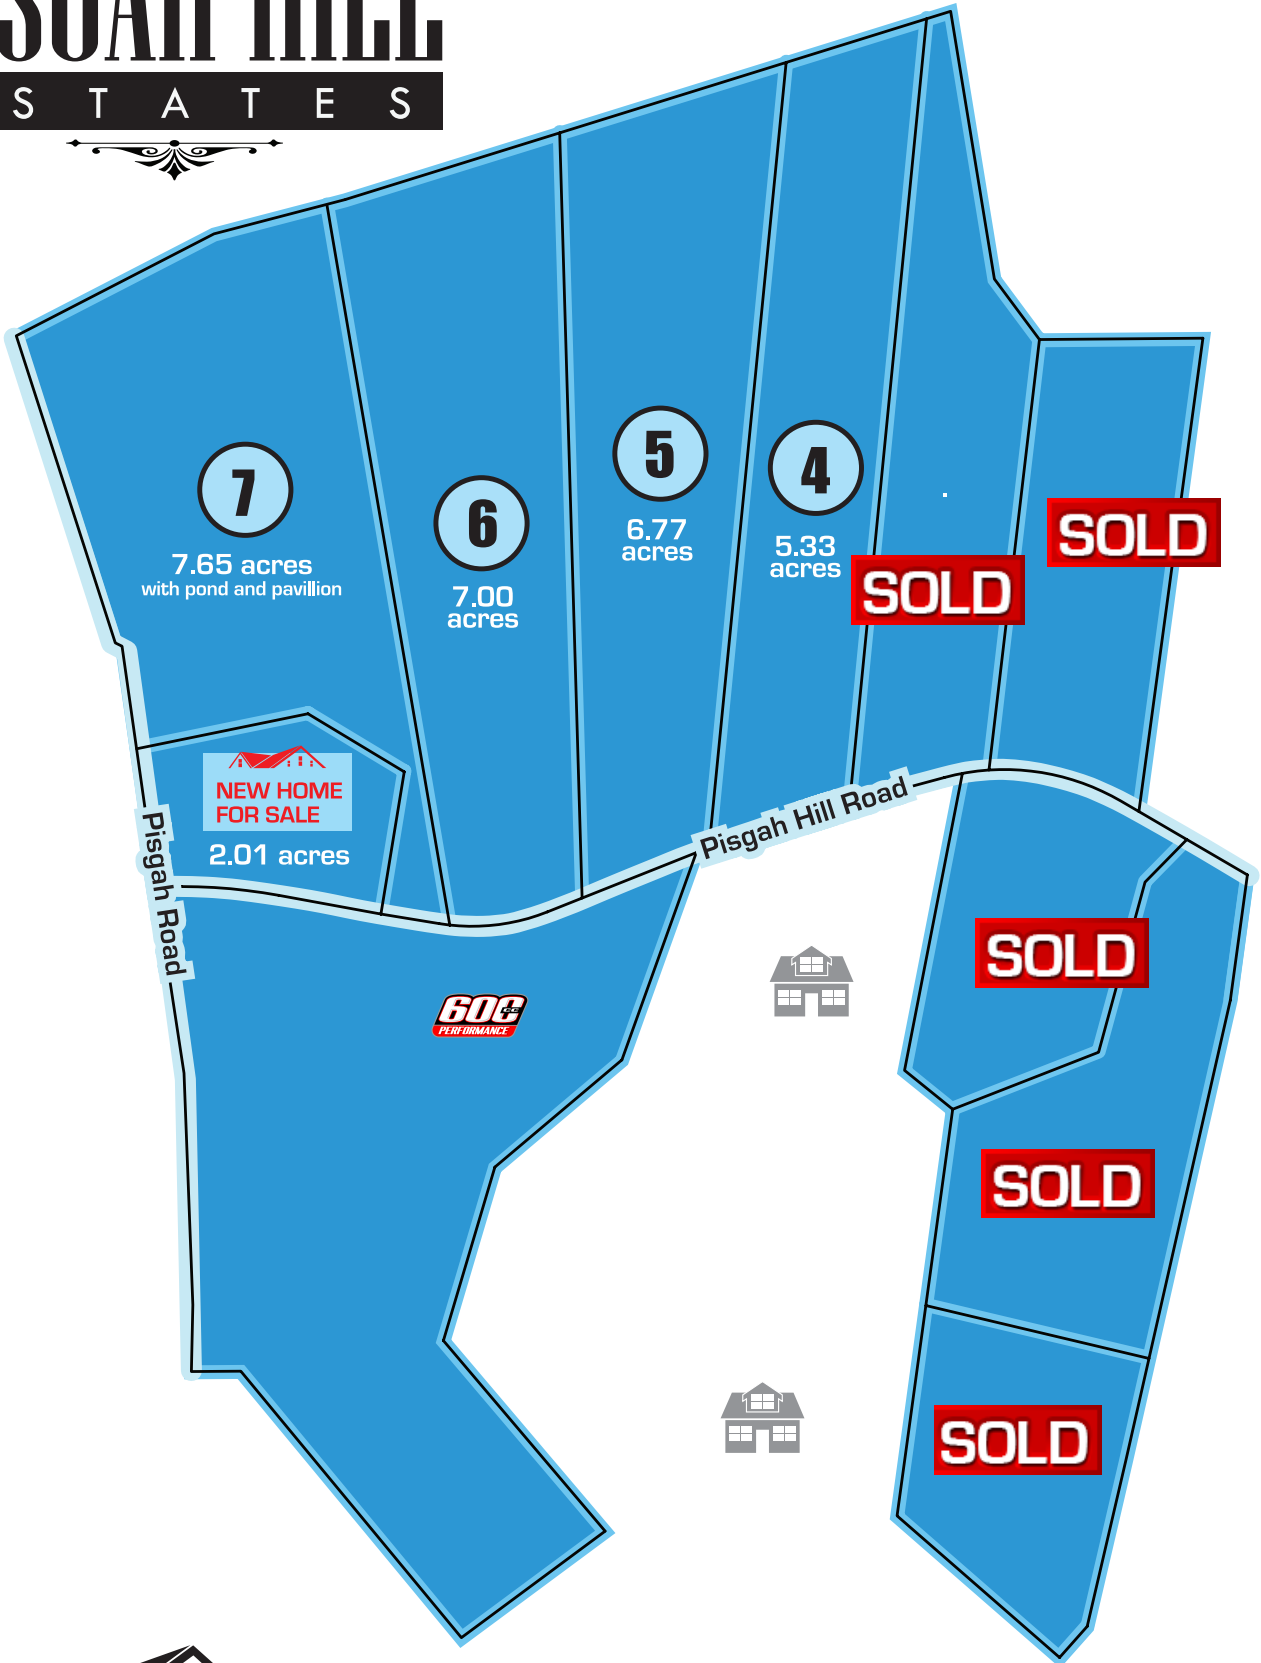 HILL
STATES
7
7.65 acres
with pond and pavillion
6
7.00
acres
5
6.77
acres
4
5.33
acres
SOLD
SOLD
NEW HOME
FOR SALE
2.01 acres
Pisgah Road
Pisgah Hill Road
PERFORMANCE
SOLD
SOLD
SOLD